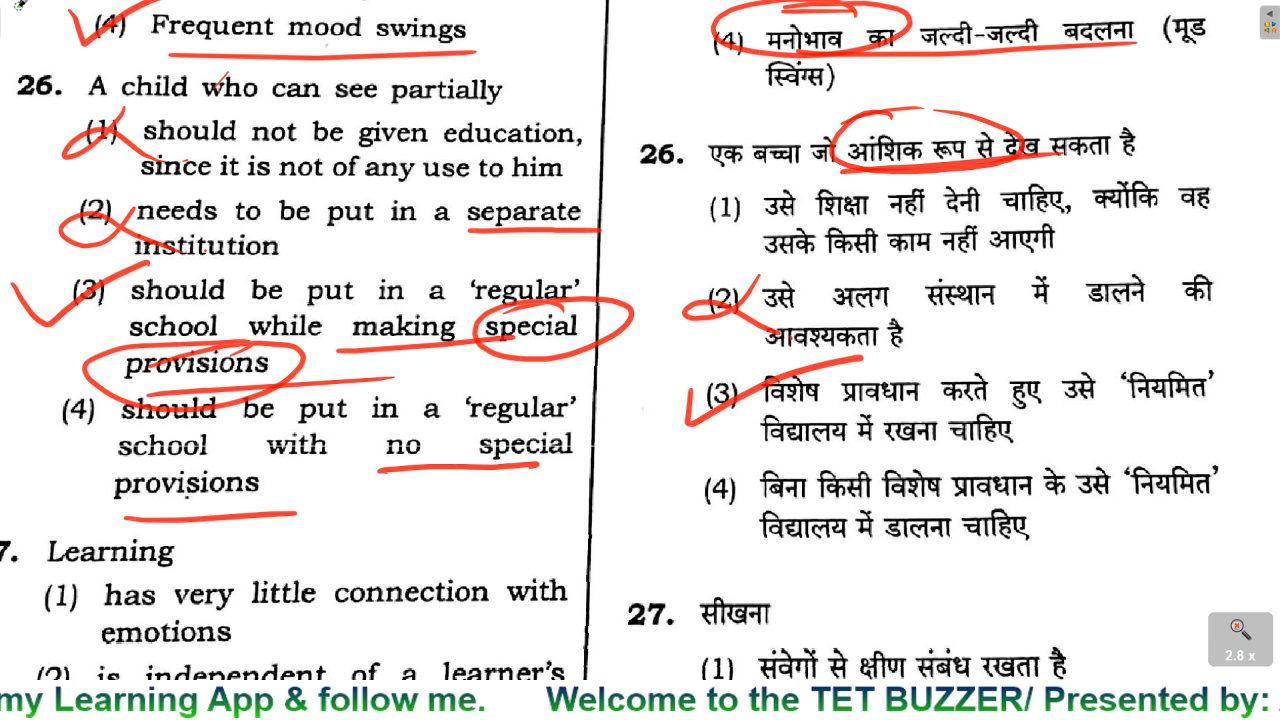 (4) Frequent mood swings
26. A child who can see partially
(1) should not be given education,
since it is not of any use to him
(2) needs to be put in a separate
institution
(3) should be put in a 'regular'
school while making special
provisions
(4) should be put in a 'regular'
school with no special
provisions
7. Learning
(1) has very little connection with
emotions
(2) is independent of a learner's
(4) मनोभाव का जल्दी-जल्दी बदलना (मूड
स्विंग्स)
26. एक बच्चा जो आंशिक रूप से देख सकता है
(1) उसे शिक्षा नहीं देनी चाहिए, क्योंकि वह
उसके किसी काम नहीं आएगी
(2) उसे अलग संस्थान में डालने की
आवश्यकता है
(3) विशेष प्रावधान करते हुए उसे 'नियमित'
विद्यालय में रखना चाहिए
(4) बिना किसी विशेष प्रावधान के उसे 'नियमित'
विद्यालय में डालना चाहिए
27. सीखना
(1) संवेगों से क्षीण संबंध रखता है
2.8 x
my Learning App & follow me. Welcome to the TET BUZZER/ Presented by: